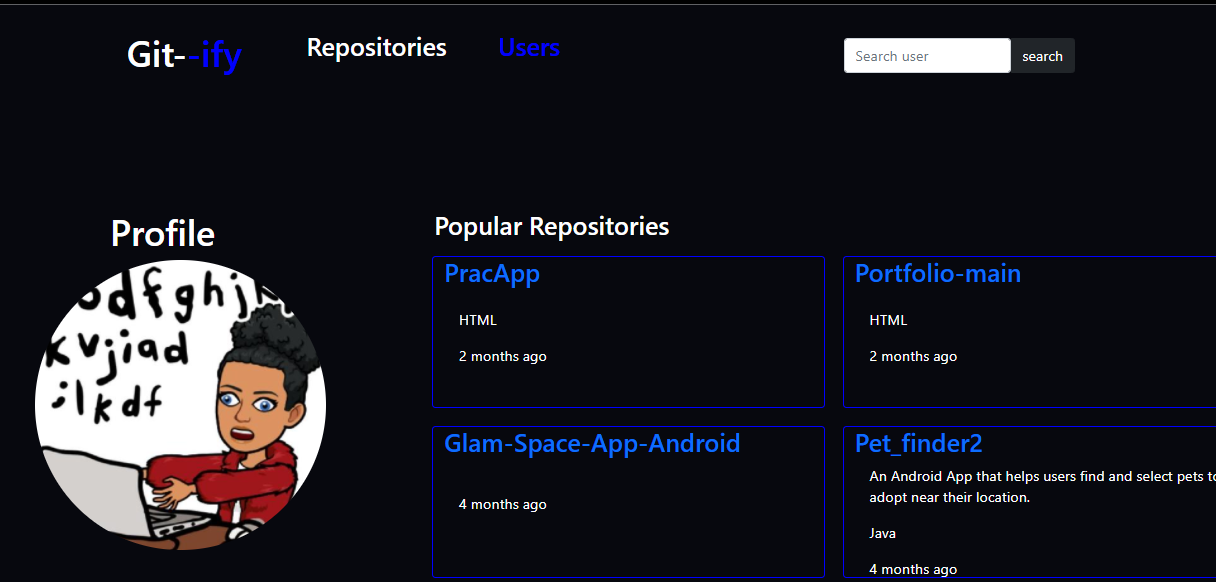 Git--ify
Repositories
Users
Search user
search
Profile
Popular Repositories
PracApp
HTML
2 months ago
Portfolio-main
HTML
2 months ago
Glam-Space-App-Android
4 months ago
Pet_finder2
An Android App that helps users find and select pets to
adopt near their location.
Java
4 months ago
kvjiad
;lkdf